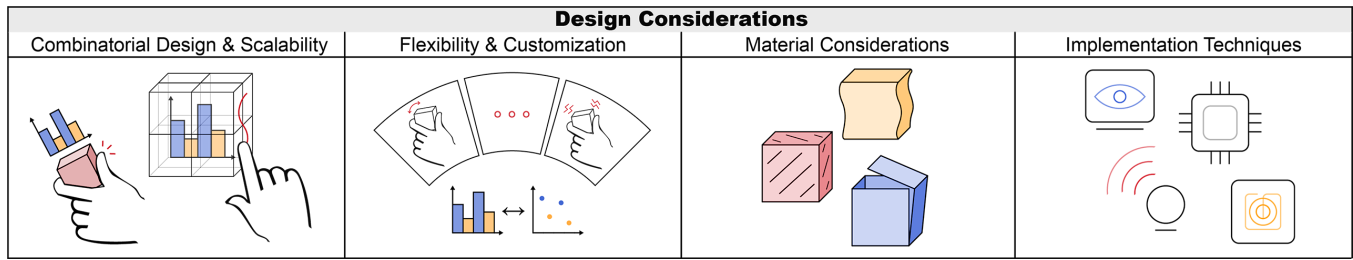 Design Considerations
Combinatorial Design & Scalability
Flexibility & Customization
Material Considerations
Implementation Techniques